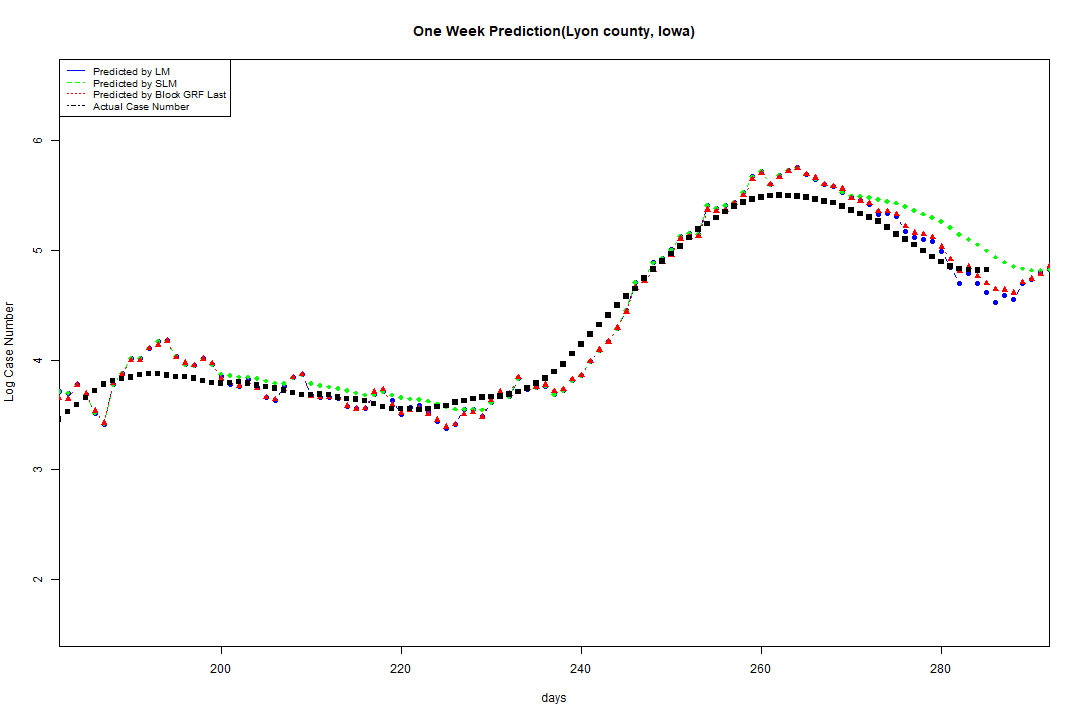 One Week Prediction(Lyon county, Iowa)
Predicted by LM
Predicted by SLM
Predicted by Block GRF Last
Actual Case Number
6
5
4
3
2
Log Case Number
200 220 240 260 280
days